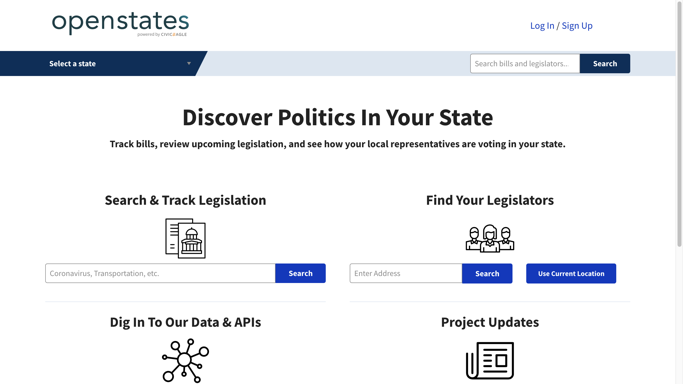 openstates
powered by CIVICEAGLE
Log In / Sign Up
Select a state
Search bills and legislators...
Search
Discover Politics In Your State
Track bills, review upcoming legislation, and see how your local representatives are voting in your state.
Search & Track Legislation
Find Your Legislators
Coronavirus, Transportation, etc.
Search
Enter Address
Search
Use Current Location
Dig In To Our Data & APIs
Project Updates